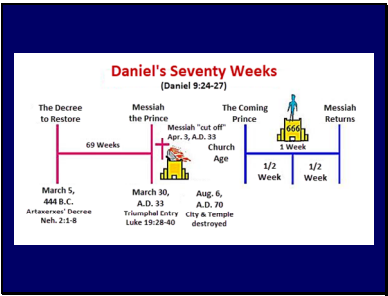 Daniel's Seventy Weeks
(Daniel 9:24-27)
The Decree
to Restore
Messiah
the Prince
The Coming
Prince
Messiah
Returns
Messiah "cut off"
Apr. 3, A.D. 33
666
69 Weeks
Church
Age
1 Week
1/2
Week
1/2
Week
March 5,
444 B.C.
Artaxerxes' Decree
Neh. 2:1-8
March 30,
A.D. 33
Triumphal Entry
Luke 19:28-40
Aug. 6,
A.D. 70
City & Temple
destroyed